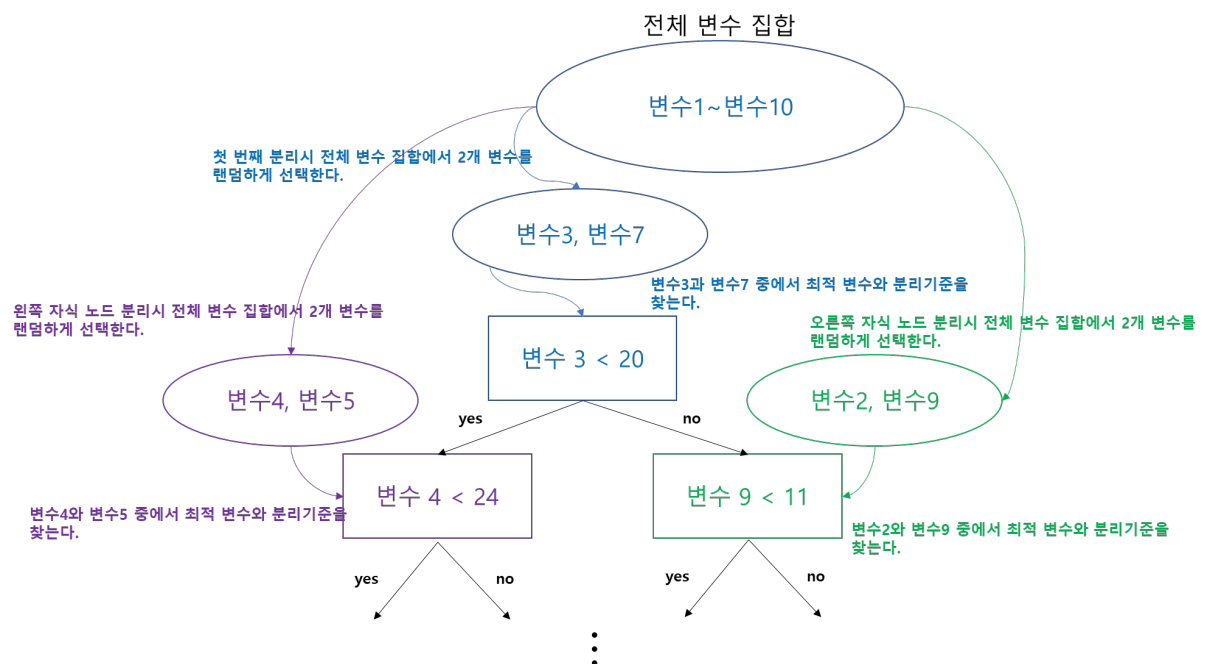 전체 변수 집합
변수1~변수10
첫 번째 분리시 전체 변수 집합에서 2개 변수를
랜덤하게 선택한다.
변수3, 변수7
변수3과 변수7 중에서 최적 변수와 분리기준을
찾는다.
왼쪽 자식 노드 분리시 전체 변수 집합에서 2개 변수를
랜덤하게 선택한다.
오른쪽 자식 노드 분리시 전체 변수 집합에서 2개 변수를
랜덤하게 선택한다.
변수 3 < 20
변수4, 변수5
변수2, 변수9
yes
no
변수 4 < 24
변수 9 < 11
변수4와 변수5 중에서 최적 변수와 분리기준을
찾는다.
변수2와 변수9 중에서 최적 변수와 분리기준을
찾는다.
yes
no
yes
no